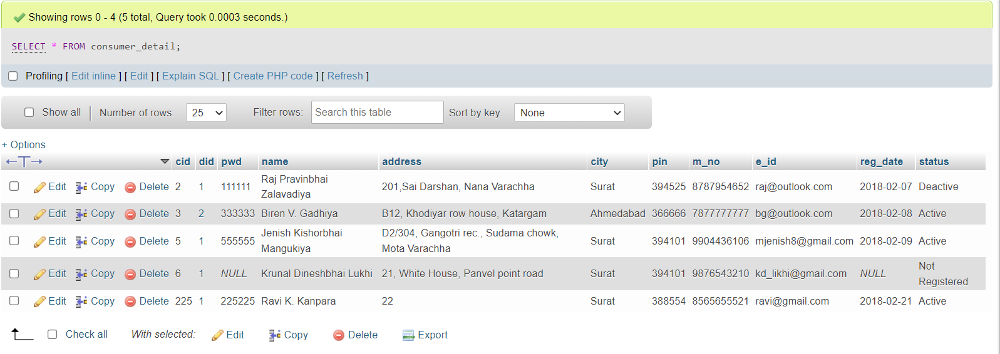 Showing rows 0 - 4 (5 total, Query took 0.0003 seconds.)
SELECT * FROM consumer_detail;
Profiling [ Edit inline ] [ Edit ] [ Explain SQL ] [ Create PHP code ] [ Refresh ]
Show all Number of rows: 25 Filter rows: Search this table Sort by key: None
+ Options
cid did pwd name address city pin m_no e_id reg_date status
Edit Copy Delete 2 1 111111 Raj Pravinbhai Zalavadiya 201,Sai Darshan, Nana Varachha Surat 394525 8787954652 raj@outlook.com 2018-02-07 Deactive
Edit Copy Delete 3 2 333333 Biren V. Gadhiya B12, Khodiyar row house, Katargam Ahmedabad 366666 7877777777 bg@outlook.com 2018-02-08 Active
Edit Copy Delete 5 1 555555 Jenish Kishorbhai Mangukiya D2/304, Gangotri rec., Sudama chowk, Mota Varachha Surat 394101 9904436106 mjenish8@gmail.com 2018-02-09 Active
Edit Copy Delete 6 1 NULL Krunal Dineshbhai Lukhi 21, White House, Panvel point road Surat 394101 9876543210 kd_likhi@gmail.com NULL Not Registered
Edit Copy Delete 225 1 225225 Ravi K. Kanpara 22 Surat 388554 8565655521 ravi@gmail.com 2018-02-21 Active
Check all With selected: Edit Copy Delete Export